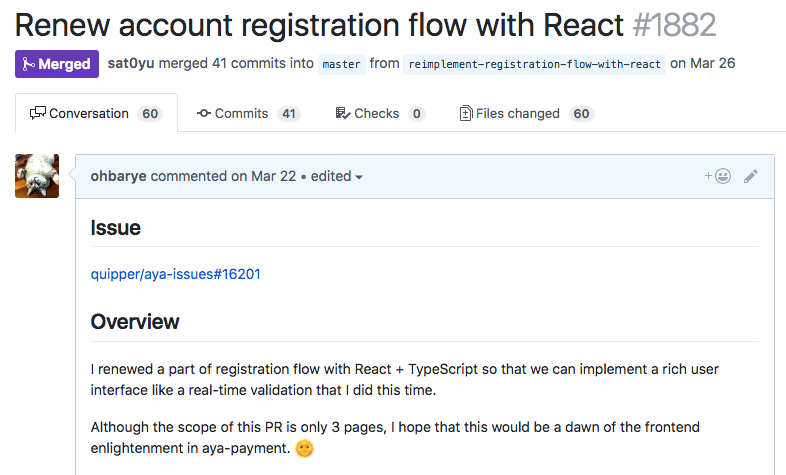 Renew account registration flow with React #1882
Merged sat0yu merged 41 commits into master from reimplement-registration-flow-with-react on Mar 26
Conversation 60 Commits 41 Checks 0 Files changed 60
ohbarye commented on Mar 22 • edited
Issue
quipper/aya-issues#16201
Overview
I renewed a part of registration flow with React + TypeScript so that we can implement a rich user
interface like a real-time validation that I did this time.
Although the scope of this PR is only 3 pages, I hope that this would be a dawn of the frontend
enlightenment in aya-payment. 🌞